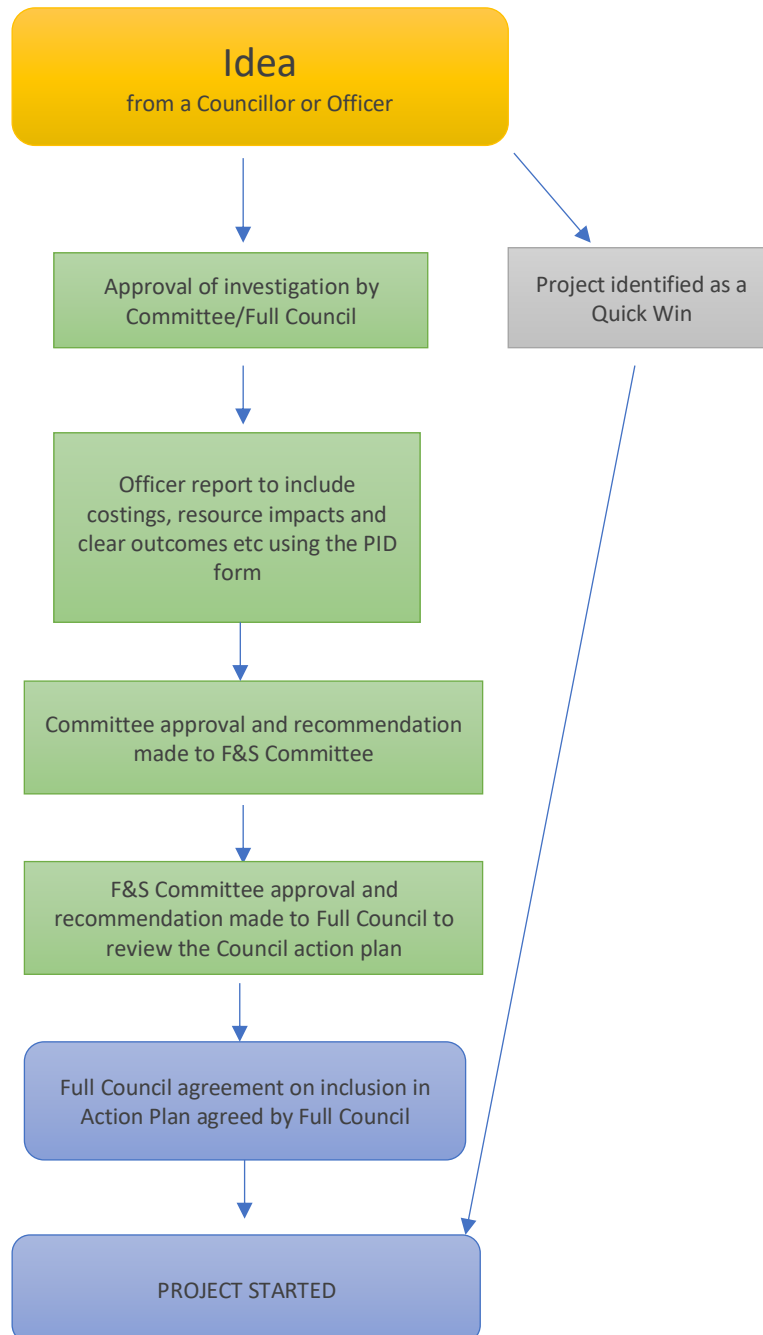 Idea
from a Councillor or Officer
Approval of investigation by
Committee/Full Council
Project identified as a
Quick Win
Officer report to include
costings, resource impacts and
clear outcomes etc using the PID
form
Committee approval and recommendation
made to F&S Committee
F&S Committee approval and
recommendation made to Full Council to
review the Council action plan
Full Council agreement on inclusion in
Action Plan agreed by Full Council
PROJECT STARTED